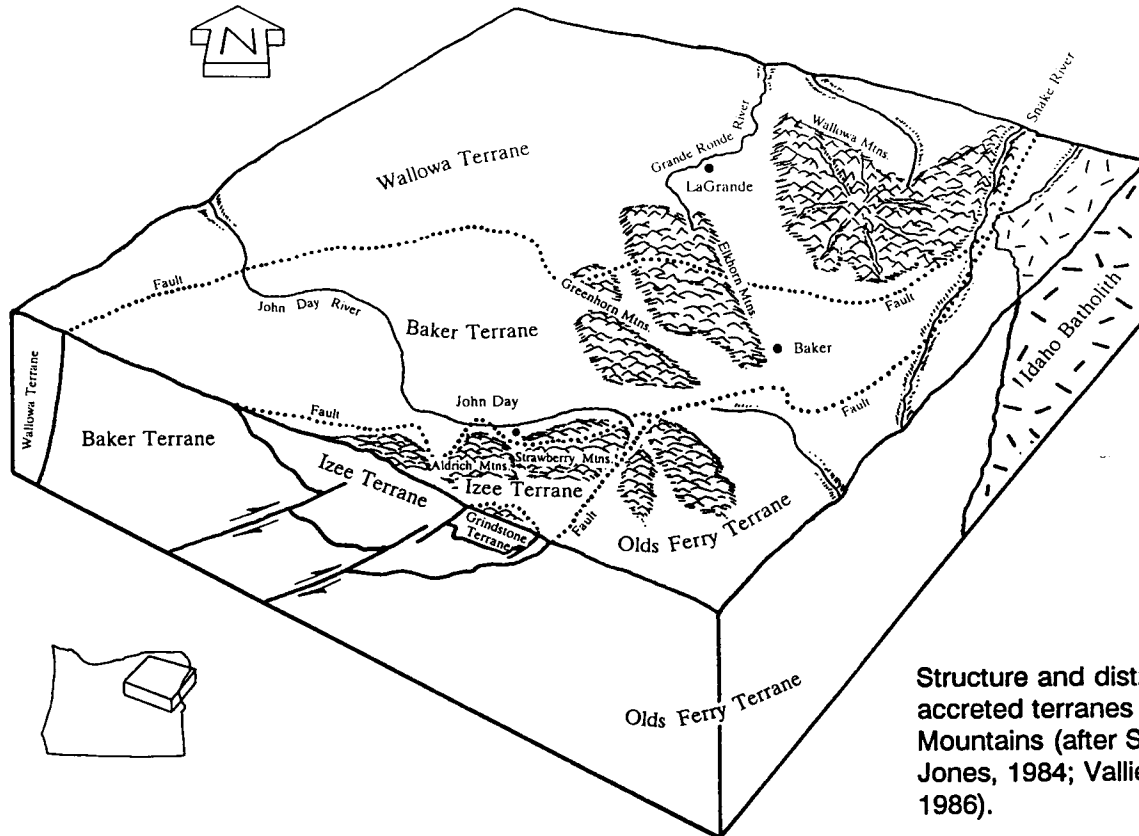 N
Snake River
Wallowa Mtns.
Grande Ronde River
Wallowa Terrane
LaGrande
Elkhorn Mtns.
Fault
Greenhorn Mtns.
Fault
John Day River
Baker Terrane
Baker
Idaho Batholith
Wallowa Terrane
Baker Terrane
Fault
John Day
Fault
Aldrich Mtns.
Strawberry Mtns.
Izee Terrane
Izee Terrane
Grindstone
Terrane
Fault
Olds Ferry Terrane
Olds Ferry Terrane
Structure and dist
accreted terranes
Mountains (after S
Jones, 1984; Vallie
1986).